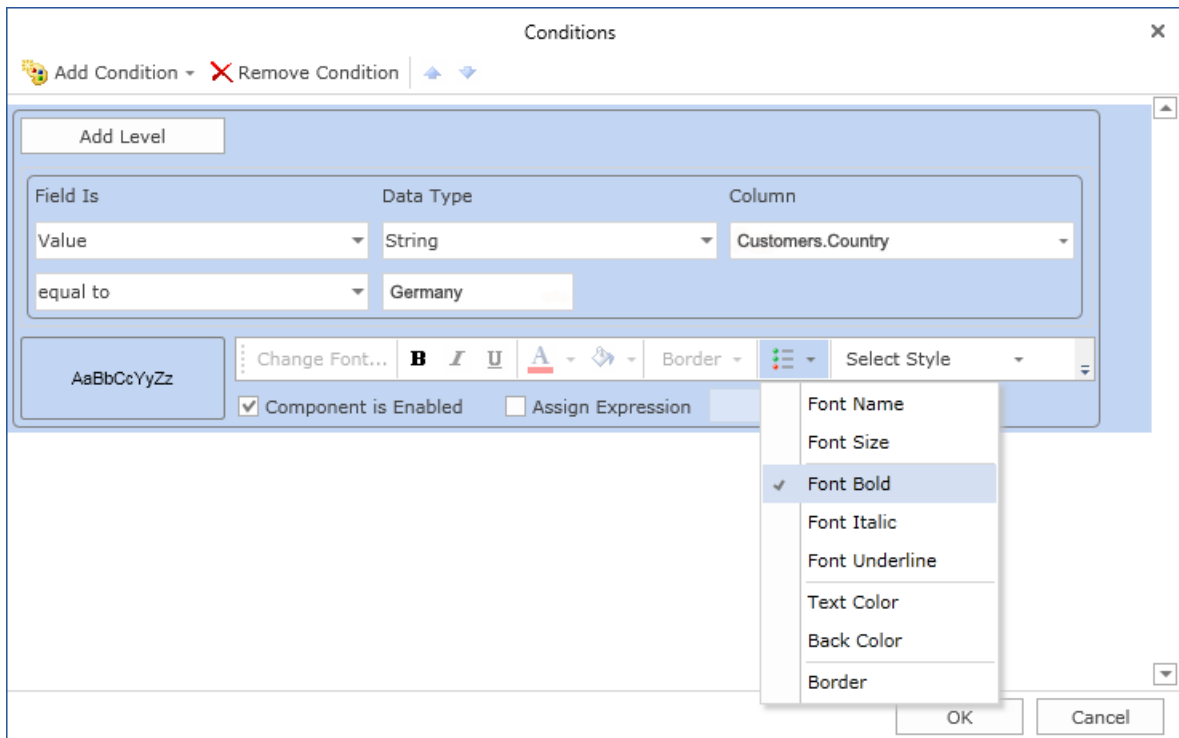 Conditions
Add Condition Remove Condition
Add Level
Field Is Data Type Column
Value String Customers.Country
equal to Germany
AaBbCcYyZz
Change Font... B I U A Border Select Style
Component is Enabled Assign Expression
Font Name
Font Size
Font Bold
Font Italic
Font Underline
Text Color
Back Color
Border
OK Cancel